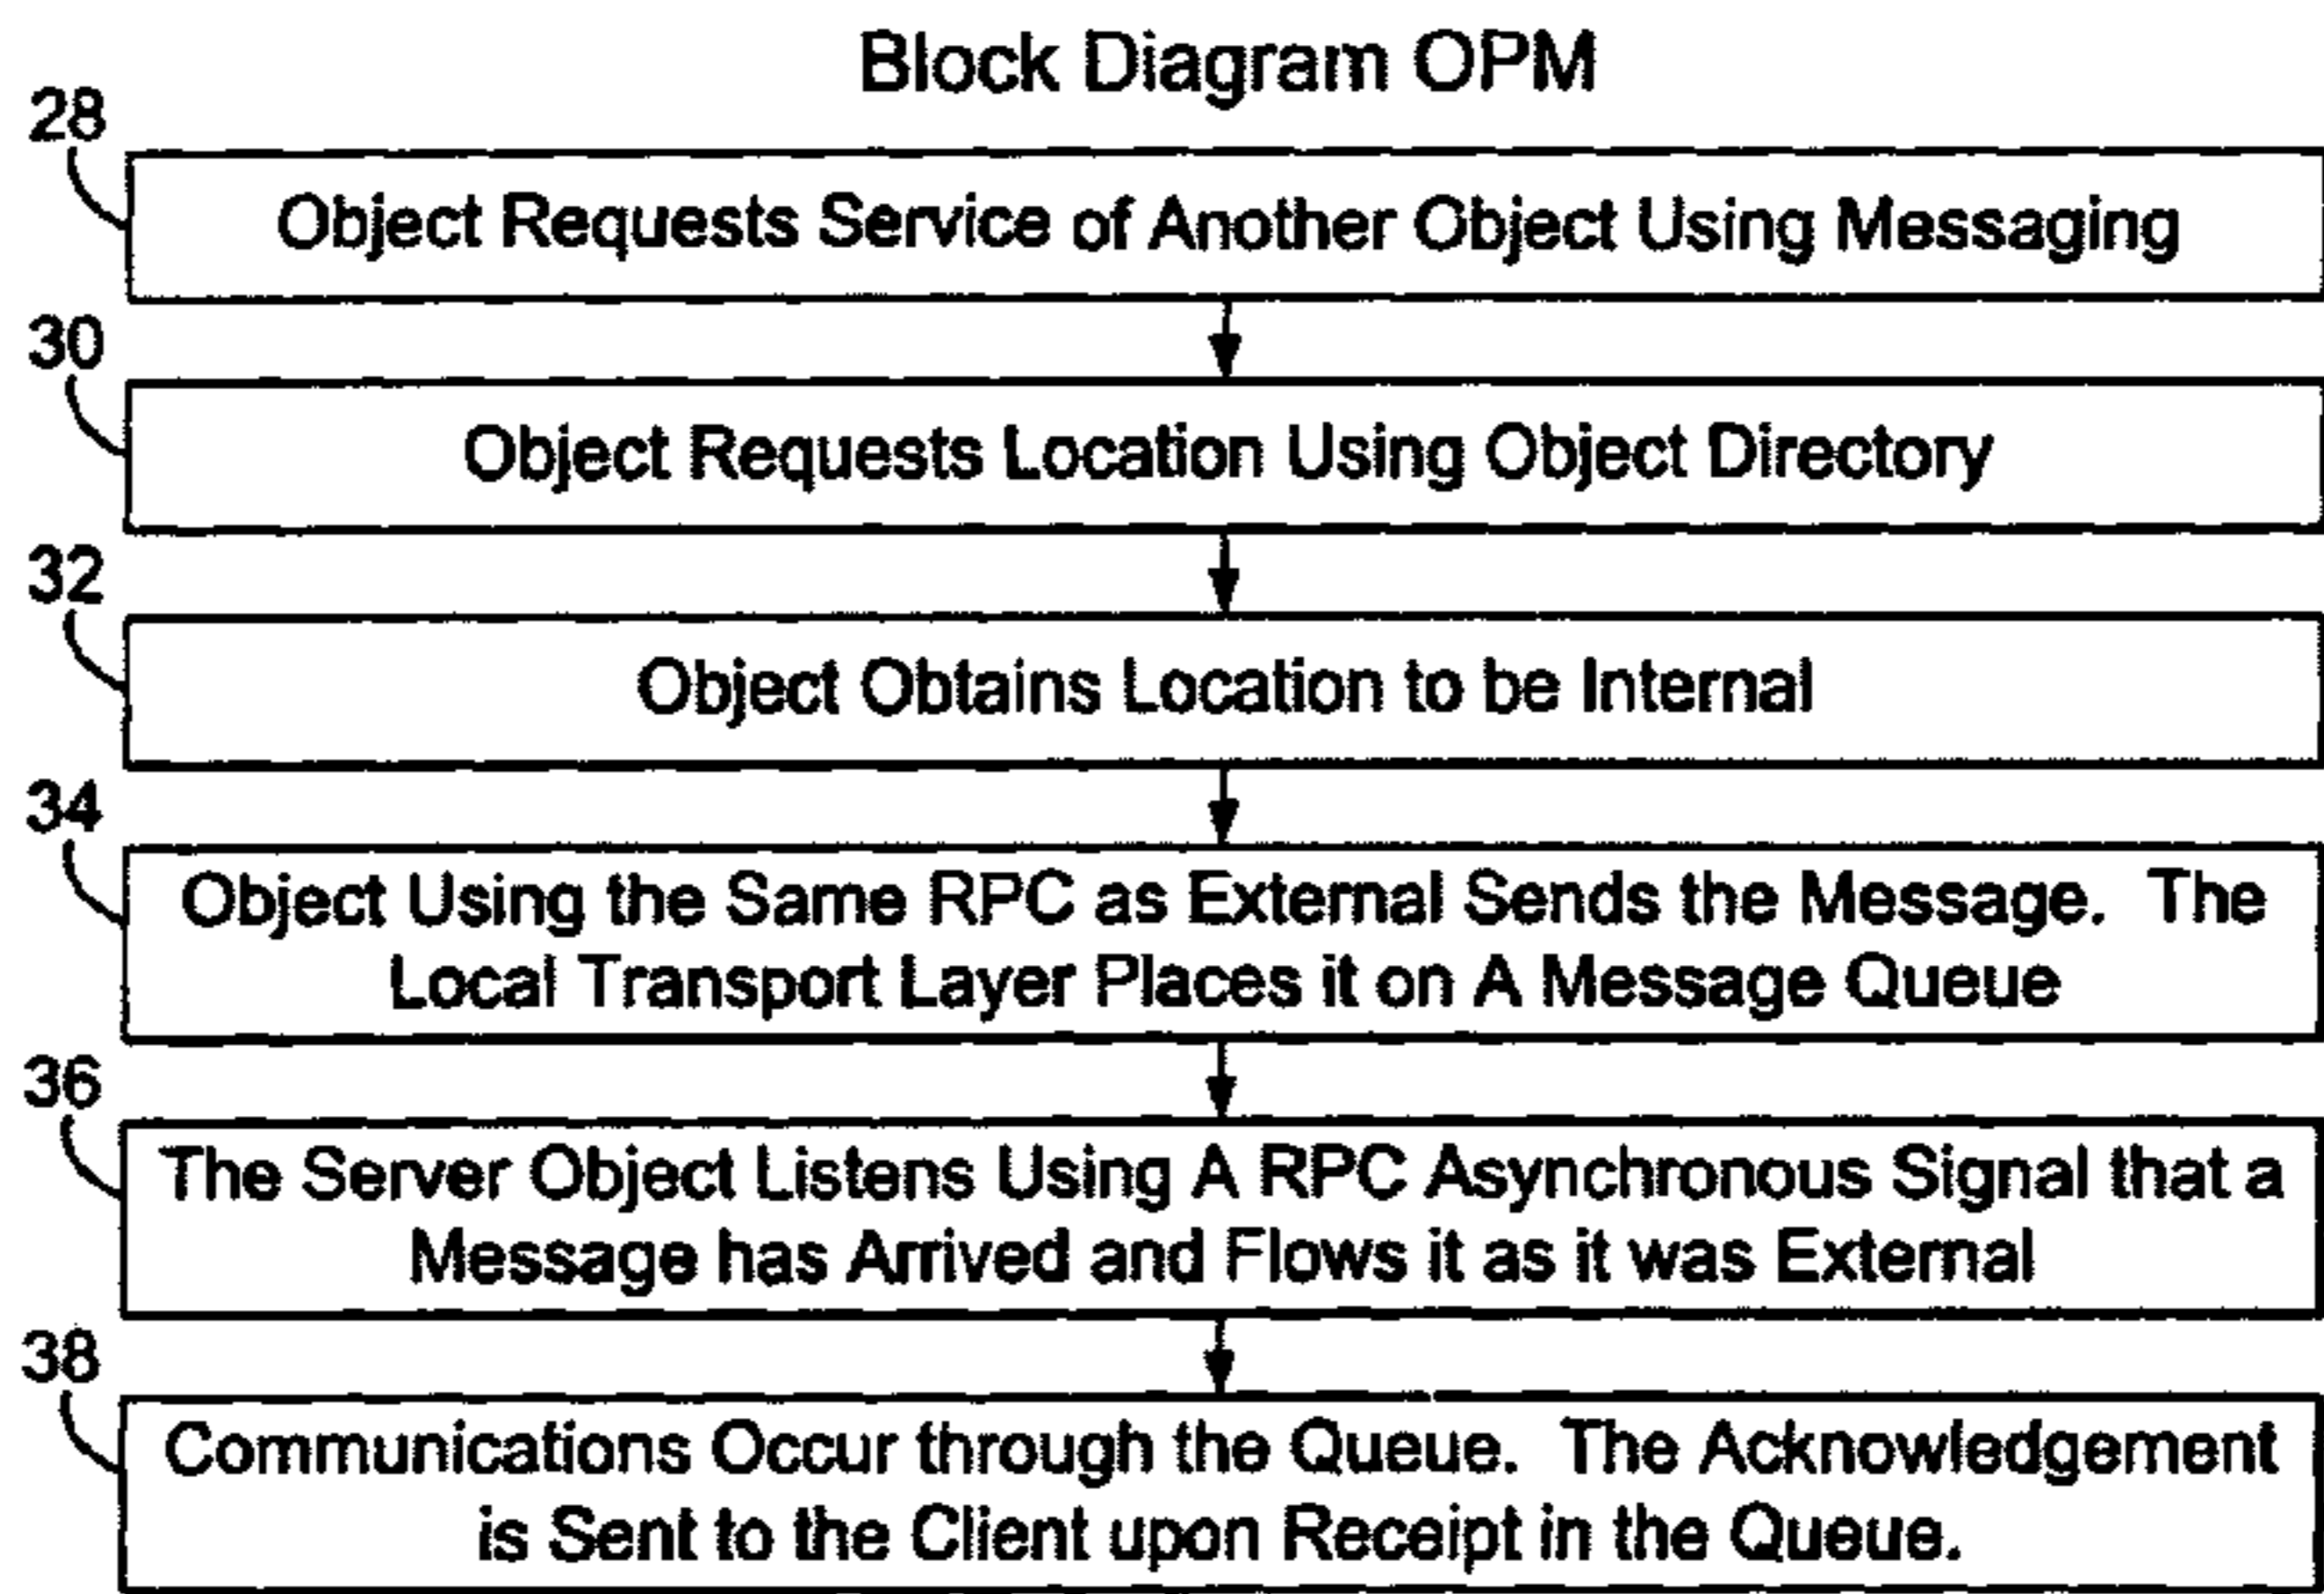 Block Diagram OPM
28
Object Requests Service of Another Object Using Messaging
30
Object Requests Location Using Object Directory
32
Object Obtains Location to be Internal
34
Object Using the Same RPC as External Sends the Message. The
Local Transport Layer Places it on A Message Queue
36
The Server Object Listens Using A RPC Asynchronous Signal that a
Message has Arrived and Flows it as it was External
38
Communications Occur through the Queue. The Acknowledgement
is Sent to the Client upon Receipt in the Queue.